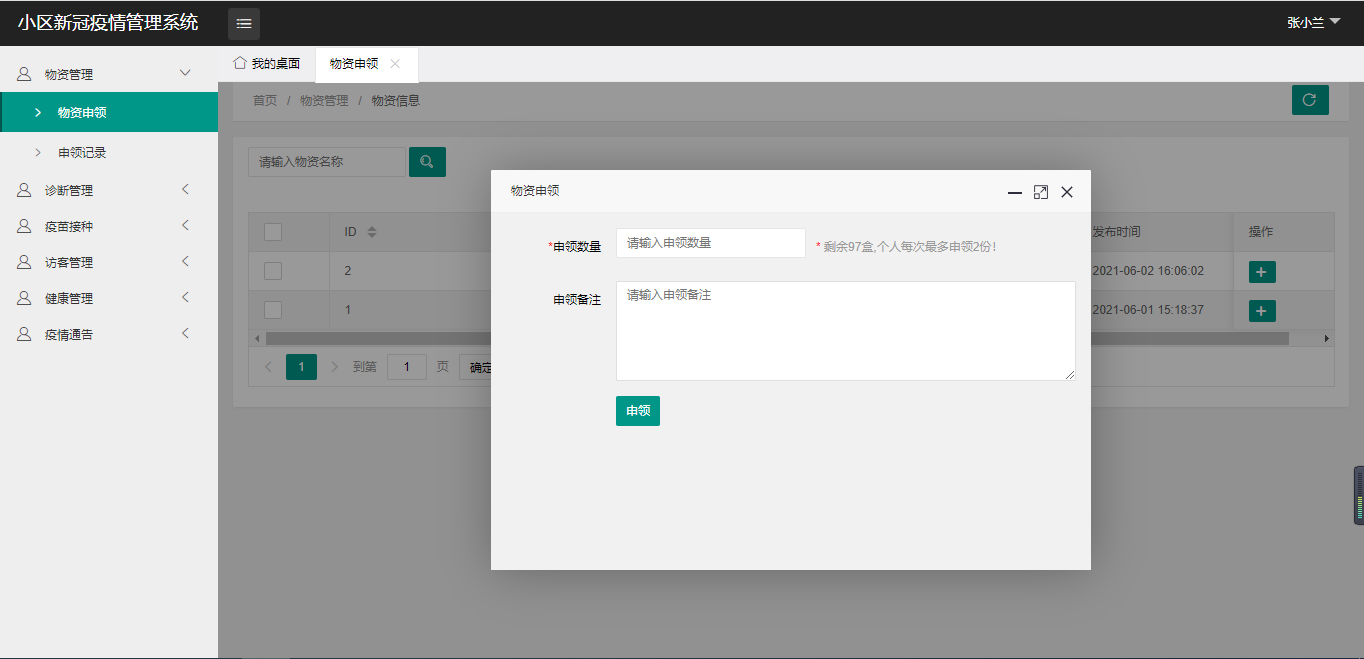 小区新冠疫情管理系统
张小兰
物资管理
物资申领
申领记录
诊断管理
疫苗接种
访客管理
健康管理
疫情通告
我的桌面
物资申领
首页 / 物资管理 / 物资信息
请输入物资名称
ID
发布时间
操作
2
2021-06-02 16:06:02
1
2021-06-01 15:18:37
1
到第
1
页
确定
物资申领
*申领数量
请输入申领数量
* 剩余97盒,个人每次最多申领2份!
申领备注
请输入申领备注
申领